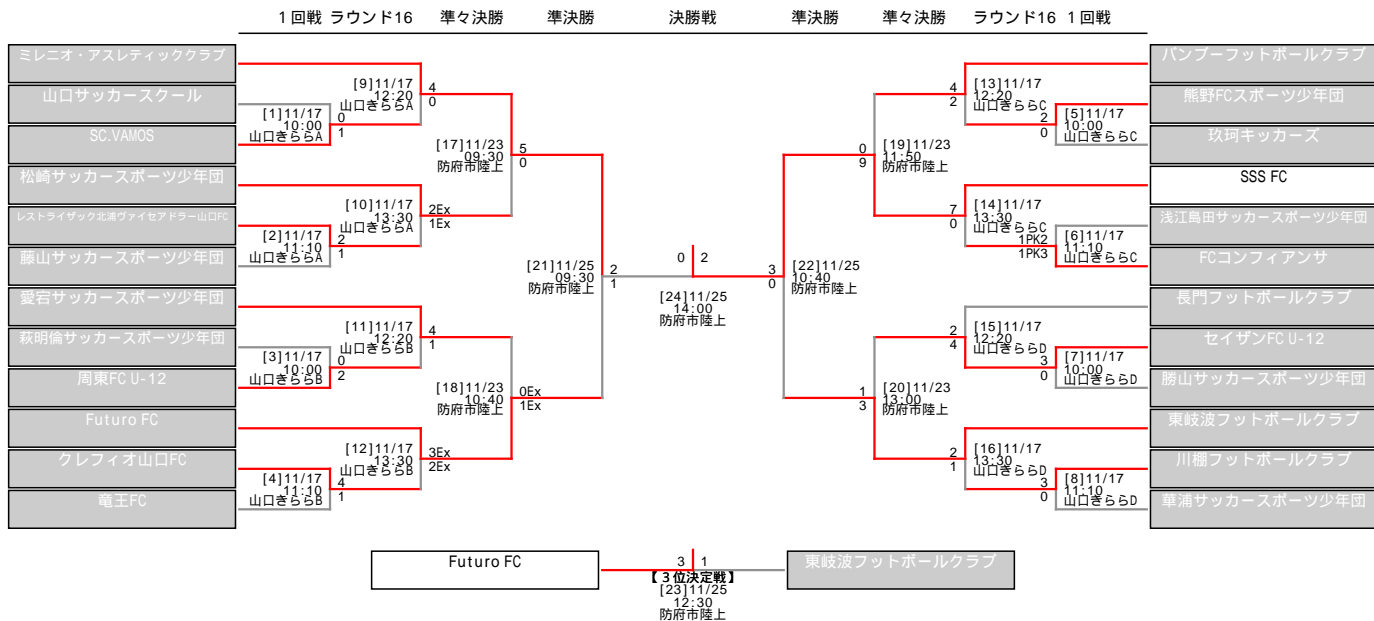 1回戦 ラウンド16 準々決勝 準決勝 決勝戦 準決勝 準々決勝 ラウンド16 1回戦
ミレニオ・アスレティッククラブ
山口サッカースクール
SC.VAMOS
松崎サッカースポーツ少年団
レストライザック北浦ヴァイセアドラー山口FC
藤山サッカースポーツ少年団
愛宕サッカースポーツ少年団
萩明倫サッカースポーツ少年団
周東FC U-12
Futuro FC
クレフィオ山口FC
竜王FC
[1]11/17
10:00
山口きららA
0
1
[2]11/17
11:10
山口きららA
2
1
[3]11/17
10:00
山口きららB
0
2
[4]11/17
11:10
山口きららB
4
1
[9]11/17
12:20
山口きららA
4
0
[10]11/17
13:30
山口きららA
2Ex
1Ex
[11]11/17
12:20
山口きららB
4
1
[12]11/17
13:30
山口きららB
3Ex
2Ex
[17]11/23
09:30
防府市陸上
5
0
[18]11/23
10:40
防府市陸上
0Ex
1Ex
[21]11/25
09:30
防府市陸上
2
1
0 2
[24]11/25
14:00
防府市陸上
3
0
[22]11/25
10:40
防府市陸上
0
9
[19]11/23
11:50
防府市陸上
1
3
[20]11/23
13:00
防府市陸上
4
2
[13]11/17
12:20
山口きららC
7
0
[14]11/17
13:30
山口きららC
2
4
[15]11/17
12:20
山口きららD
2
1
[16]11/17
13:30
山口きららD
2
0
[5]11/17
10:00
山口きららC
1PK2
1PK3
[6]11/17
11:10
山口きららC
3
0
[7]11/17
10:00
山口きららD
3
0
[8]11/17
11:10
山口きららD
バンブーフットボールクラブ
熊野FCスポーツ少年団
玖珂キッカーズ
SSS FC
浅江島田サッカースポーツ少年団
FCコンフィアンサ
長門フットボールクラブ
セイザンFC U-12
勝山サッカースポーツ少年団
東岐波フットボールクラブ
川棚フットボールクラブ
華浦サッカースポーツ少年団
Futuro FC
3 1
東岐波フットボールクラブ
【3位決定戦】
[23]11/25
12:30
防府市陸上